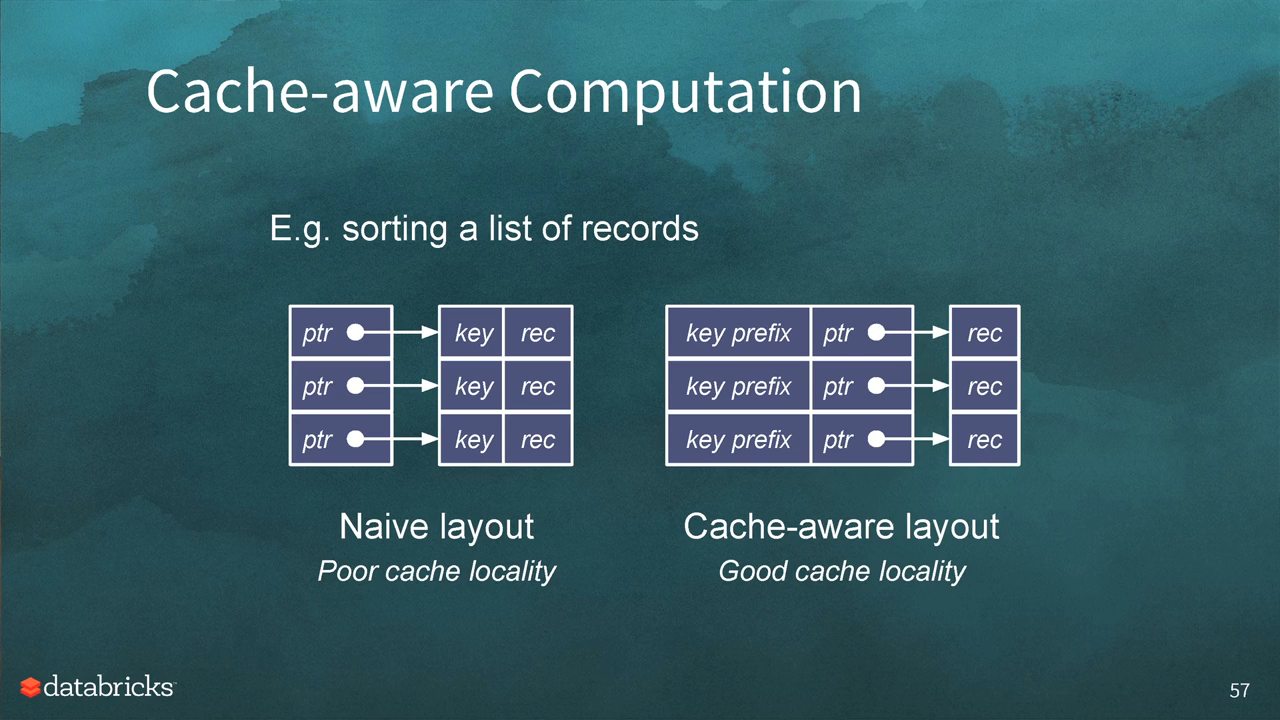 Cache-aware Computation
E.g. sorting a list of records
ptr key rec
ptr key rec
ptr key rec
key prefix ptr rec
key prefix ptr rec
key prefix ptr rec
Naive layout
Poor cache locality
Cache-aware layout
Good cache locality
databricks™
57